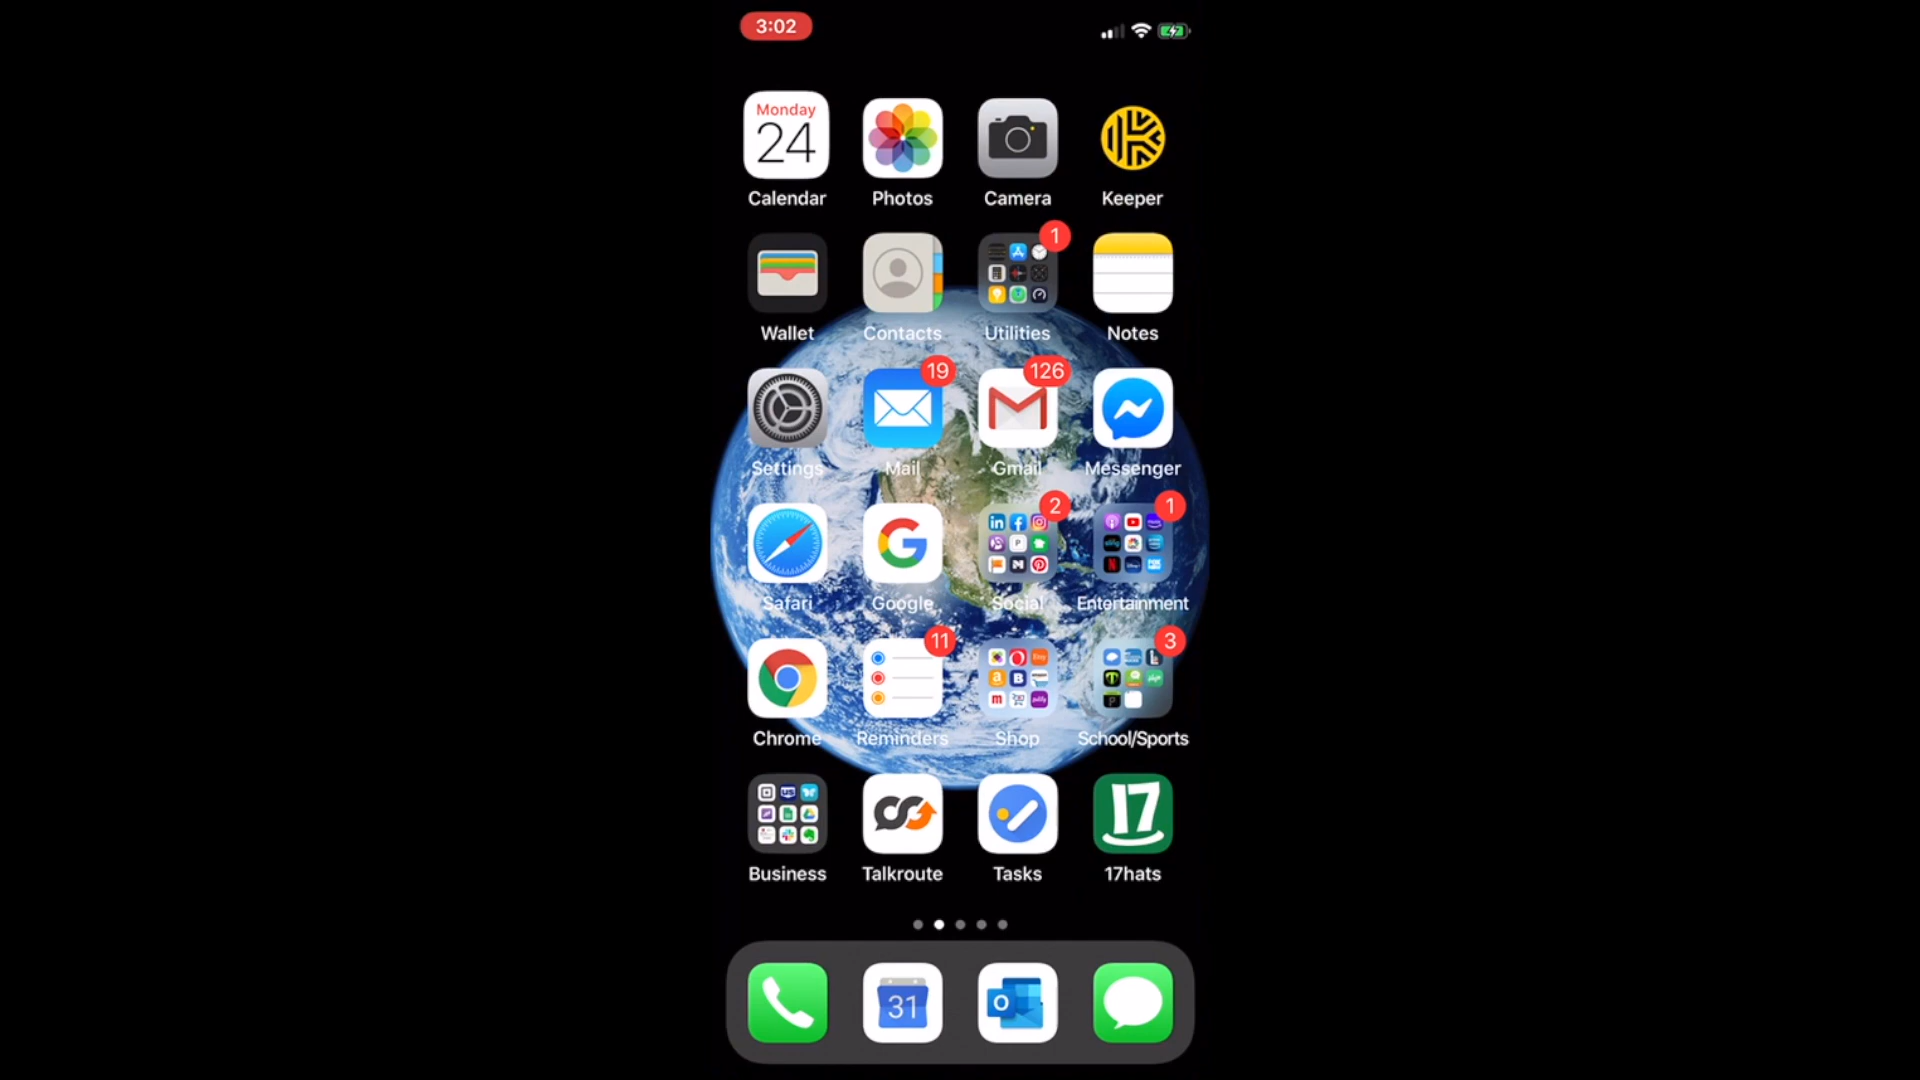 3:02
Monday
24
Calendar
Photos
Camera
Keeper
1
Wallet
Contacts
Utilities
Notes
19
126
Settings
Mail
Gmail
Messenger
2
1
Safari
Google
Social
Entertainment
11
3
Chrome
Reminders
Shop
School/Sports
17
Business
Talkroute
Tasks
17hats
31